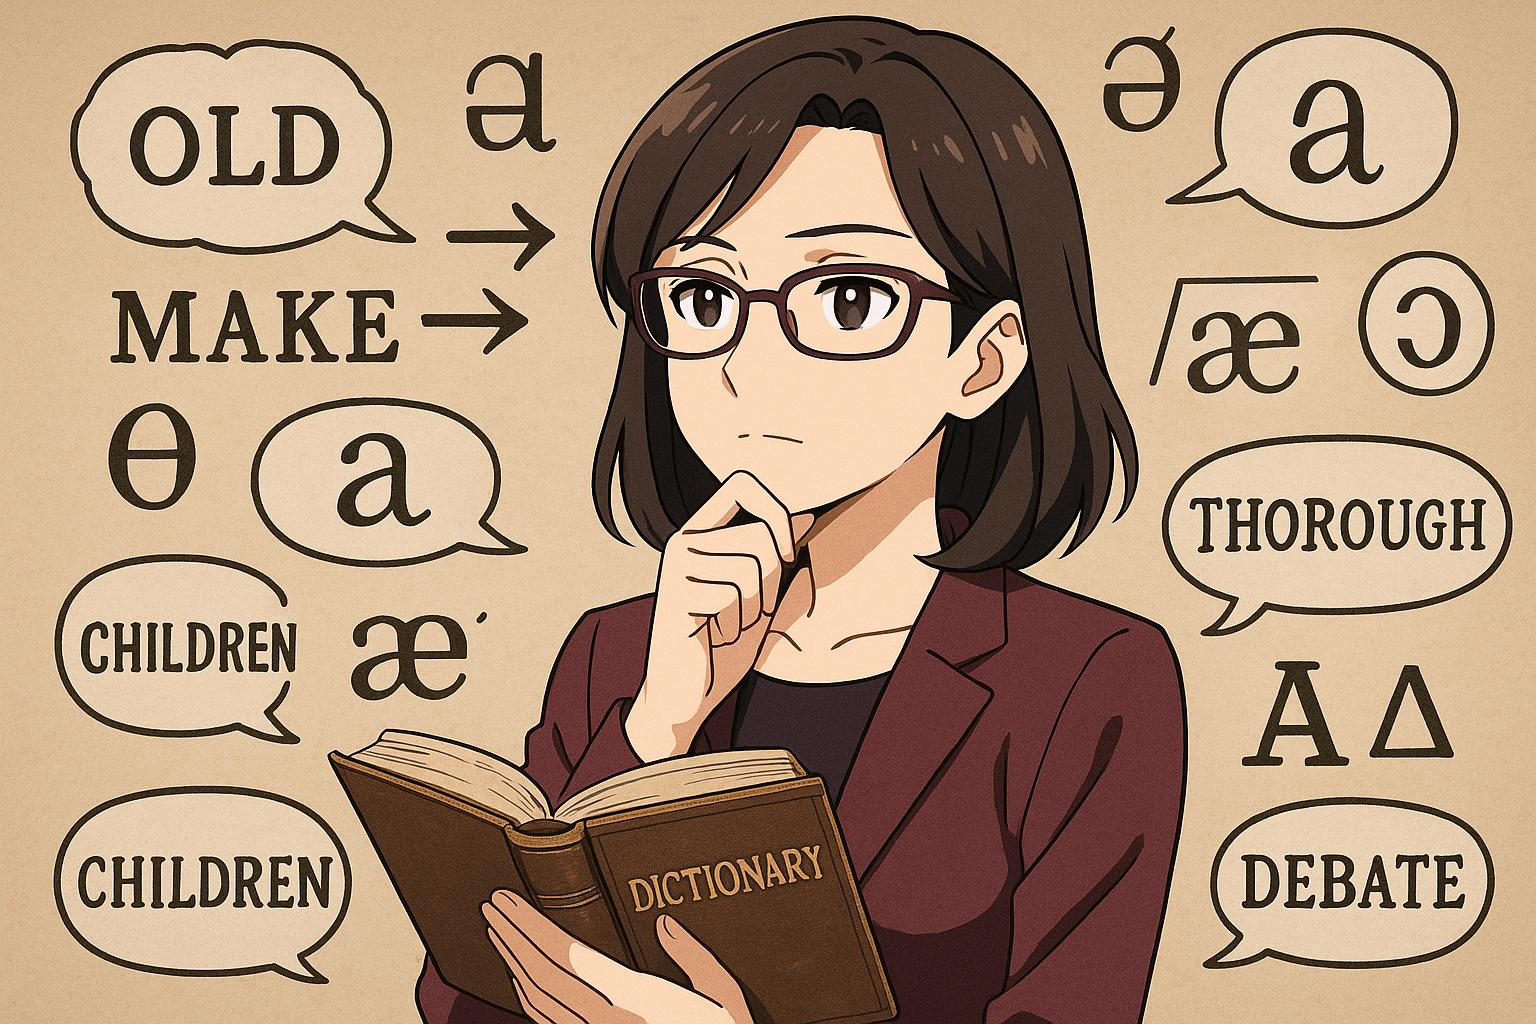 OLD
a
MAKE →
θ
a
CHILDREN
æ
CHILDREN
DICTIONARY
a
æ
ɔ
THOROUGH
A Δ
DEBATE